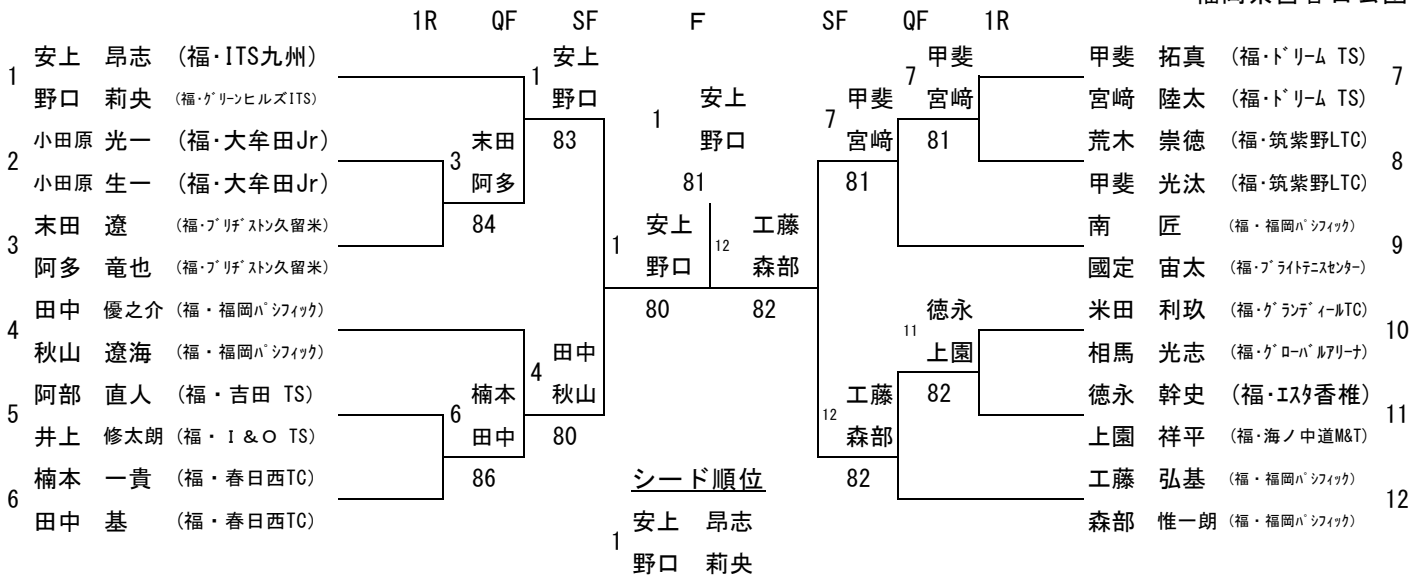 1R QF SF F SF QF 1R
1 安上 昂志 (福・ITS九州)
野口 莉央 (福・グリーンヒルズITS)
2 小田原 光一 (福・大牟田Jr)
小田原 生一 (福・大牟田Jr)
3 末田 遼 (福・ブリヂストン久留米)
阿多 竜也 (福・ブリヂストン久留米)
4 田中 優之介 (福・福岡パシフィック)
秋山 遼海 (福・福岡パシフィック)
5 阿部 直人 (福・吉田 TS)
井上 修太朗 (福・I&O TS)
6 楠本 一貴 (福・春日西TC)
田中 基 (福・春日西TC)
3 末田
阿多
84
6 楠本
田中
86
1 安上
野口
83
4 田中
秋山
80
1 安上
野口
81
1 安上
野口
80
12 工藤
森部
82
7 甲斐
宮﨑
81
12 工藤
森部
82
7 甲斐
宮﨑
81
11 徳永
上園
82
甲斐 拓真 (福・ドリーム TS) 7
宮﨑 陸太 (福・ドリーム TS)
荒木 崇徳 (福・筑紫野LTC) 8
甲斐 光汰 (福・筑紫野LTC)
南 匠 (福・福岡パシフィック) 9
國定 宙太 (福・ブライトテニスセンター)
米田 利玖 (福・グランディールTC) 10
相馬 光志 (福・グローバルアリーナ)
徳永 幹史 (福・エスタ香椎) 11
上園 祥平 (福・海ノ中道M&T)
工藤 弘基 (福・福岡パシフィック) 12
森部 惟一朗 (福・福岡パシフィック)
シード順位
1 安上 昂志
野口 莉央